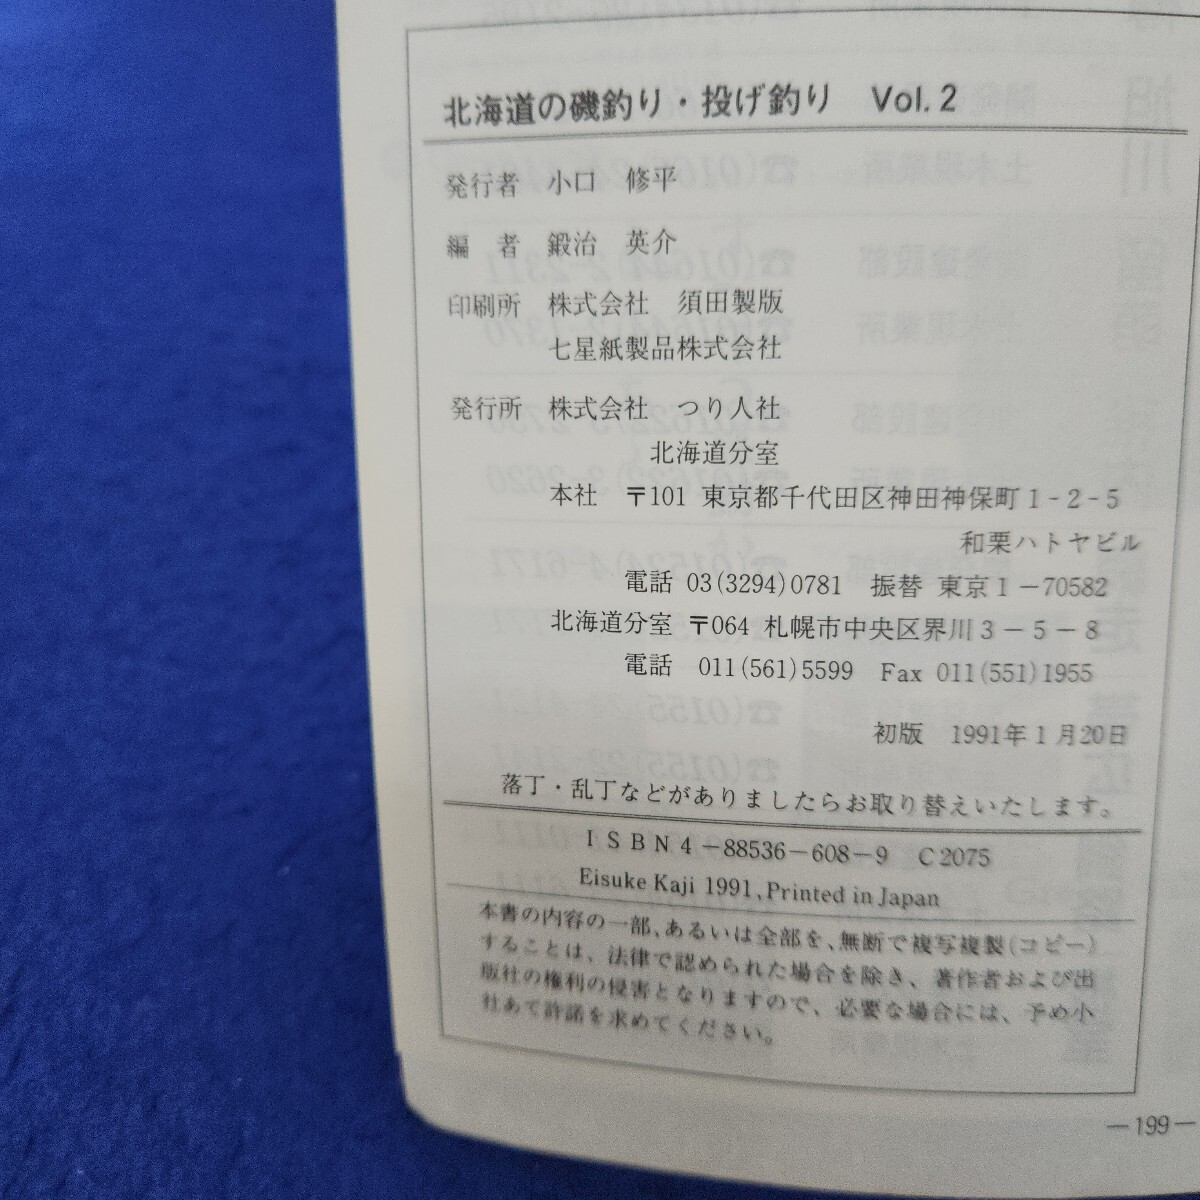 北海道の磯釣り・投げ釣り Vol.2
発行者 小口 修平
編 者 鍛治 英介
印刷所 株式会社 須田製版
七星紙製品株式会社
発行所 株式会社 つり人社
北海道分室
本社 〒101 東京都千代田区神田神保町1-2-5
和栗ハトヤビル
電話 03(3294)0781 振替 東京1-70582
北海道分室 〒064 札幌市中央区界川3-5-8
電話 011(561)5599 Fax 011(551)1955
初版 1991年1月20日
落丁・乱丁などがありましたらお取り替えいたします。
ISBN4-88536-608-9 C2075
Eisuke Kaji 1991, Printed in Japan
本書の内容の一部、あるいは全部を、無断で複写複製(コピー)
することは、法律で認められた場合を除き、著作者および出
版社の権利の侵害となりますので、必要な場合には、予め小
社あて許諾を求めてください。
—199—